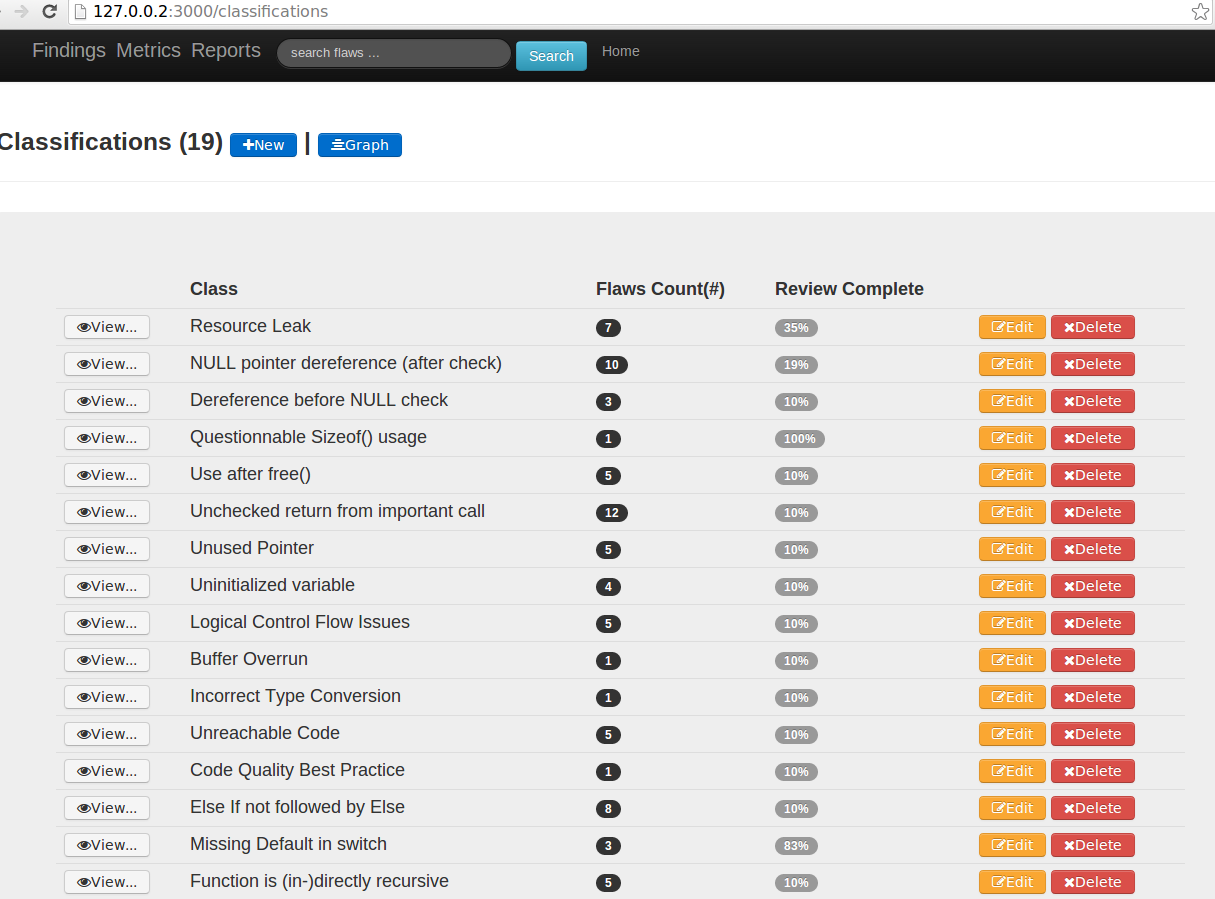 127.0.0.2:3000/classifications
Findings Metrics Reports search flaws ... Search Home
Classifications (19) New | Graph
Class Flaws Count(#) Review Complete
View... Resource Leak 7 35% Edit Delete
View... NULL pointer dereference (after check) 10 19% Edit Delete
View... Dereference before NULL check 3 10% Edit Delete
View... Questionnable Sizeof() usage 1 100% Edit Delete
View... Use after free() 5 10% Edit Delete
View... Unchecked return from important call 12 10% Edit Delete
View... Unused Pointer 5 10% Edit Delete
View... Uninitialized variable 4 10% Edit Delete
View... Logical Control Flow Issues 5 10% Edit Delete
View... Buffer Overrun 1 10% Edit Delete
View... Incorrect Type Conversion 1 10% Edit Delete
View... Unreachable Code 5 10% Edit Delete
View... Code Quality Best Practice 1 10% Edit Delete
View... Else If not followed by Else 8 10% Edit Delete
View... Missing Default in switch 3 83% Edit Delete
View... Function is (in-)directly recursive 5 10% Edit Delete